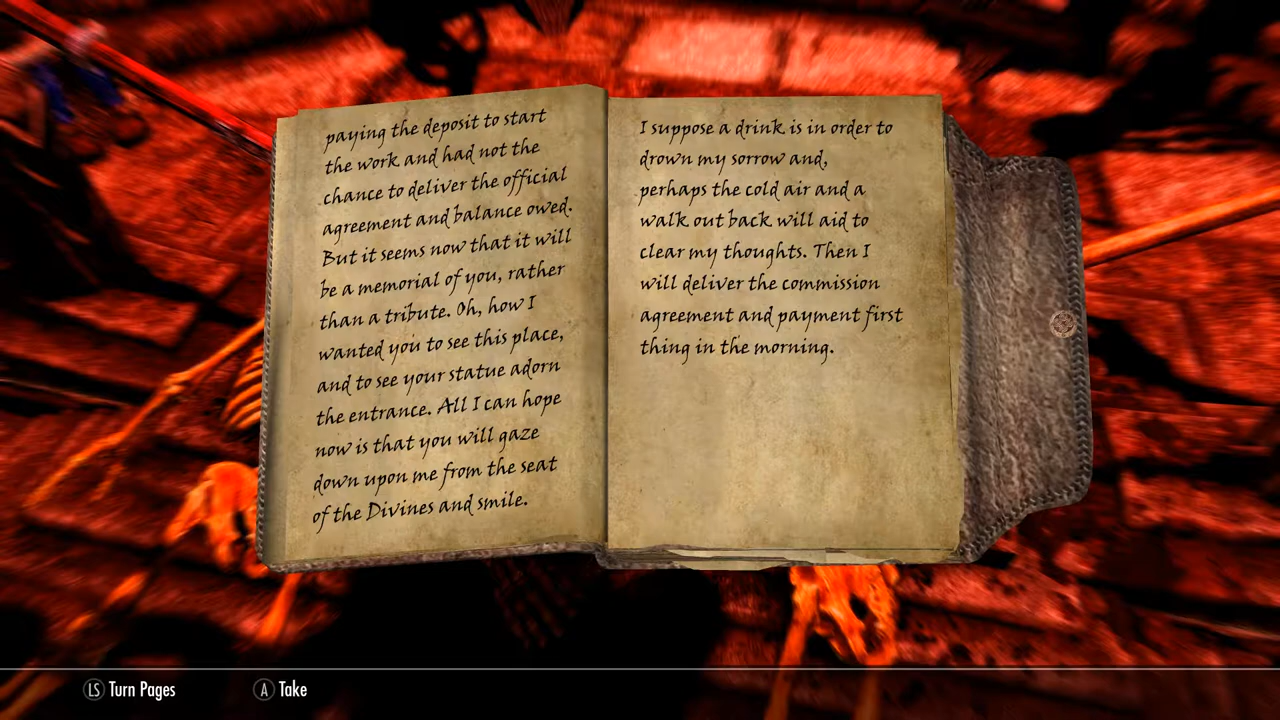 paying the deposit to start
the work and had not the
chance to deliver the official
agreement and balance owed.
But it seems now that it will
be a memorial of you, rather
than a tribute. Oh, how I
wanted you to see this place,
and to see your statue adorn
the entrance. All I can hope
now is that you will gaze
down upon me from the seat
of the Divines and smile.
I suppose a drink is in order to
drown my sorrow and,
perhaps the cold air and a
walk out back will aid to
clear my thoughts. Then I
will deliver the commission
agreement and payment first
thing in the morning.
LS Turn Pages
A Take